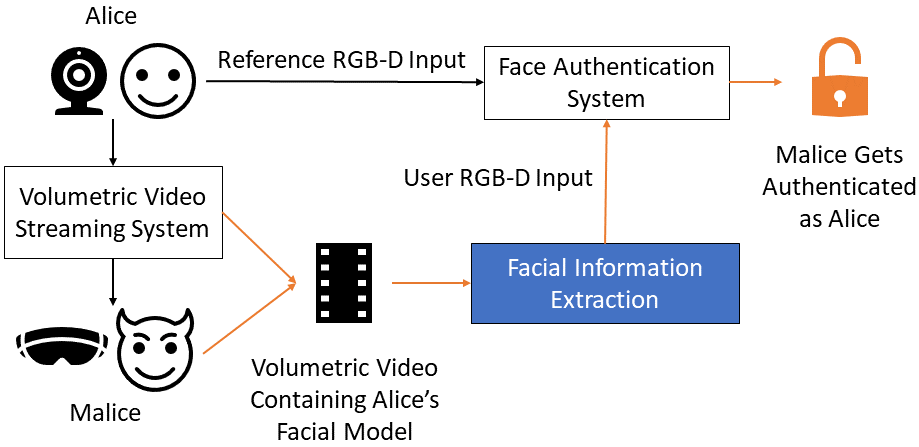 Alice
Reference RGB-D Input
Face Authentication
System
Malice Gets
Authenticated
as Alice
User RGB-D Input
Volumetric Video
Streaming System
Facial Information
Extraction
Volumetric Video
Containing Alice's
Facial Model
Malice